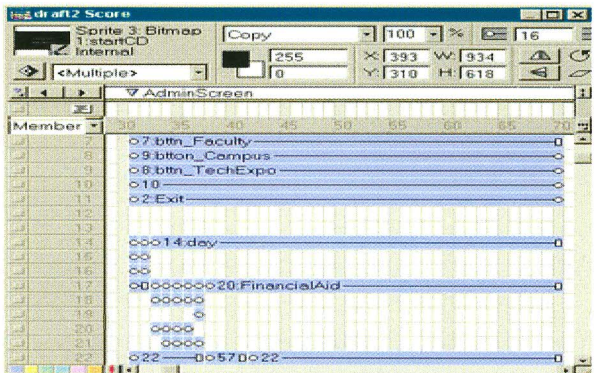 draft2 Score
Sprite 3: Bitmap
1:startCD
Internal
Copy
100 %
16
<Multiple>
255
0
X: 393 W: 934
Y: 310 H: 618
AdminScreen
Member
30 35 40 45 50 55 60 65 70
7 7:bttn_Faculty
8 9:btton_Campus
9 8:bttn_TechExpo
10 10
11 2:Exit
12
13
14 14:day
15
16
17 20:FinancialAid
18
19
20
21
22 22 57 22